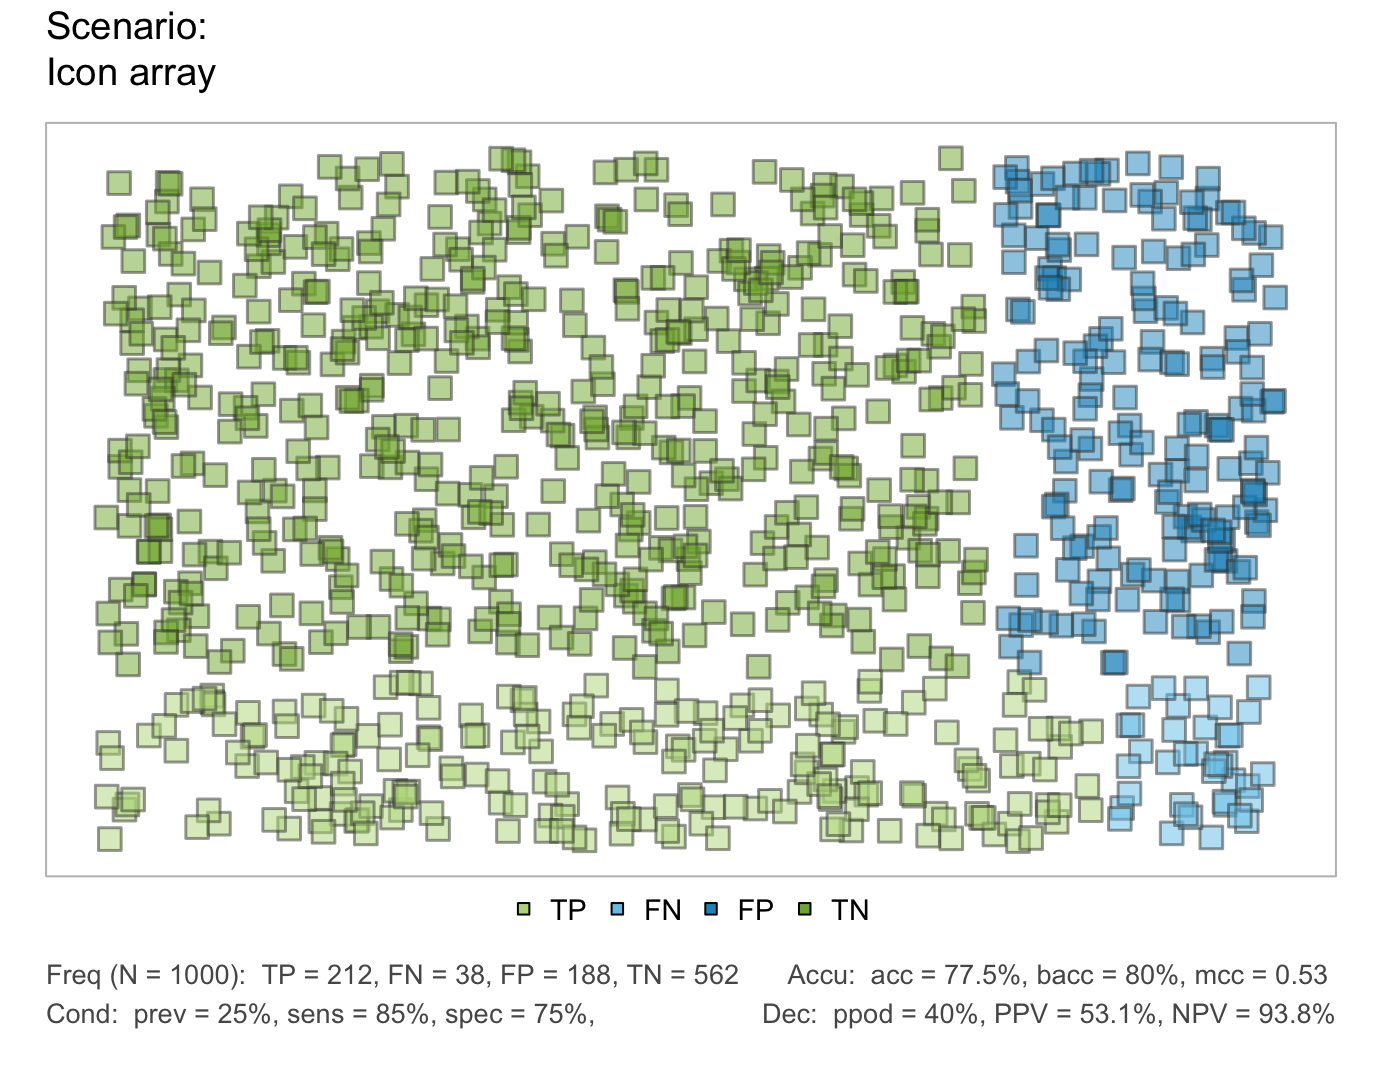 Scenario:
Icon array
TP FN FP TN
Freq (N = 1000): TP = 212, FN = 38, FP = 188, TN = 562 Accu: acc = 77.5%, bacc = 80%, mcc = 0.53
Cond: prev = 25%, sens = 85%, spec = 75%, Dec: ppod = 40%, PPV = 53.1%, NPV = 93.8%